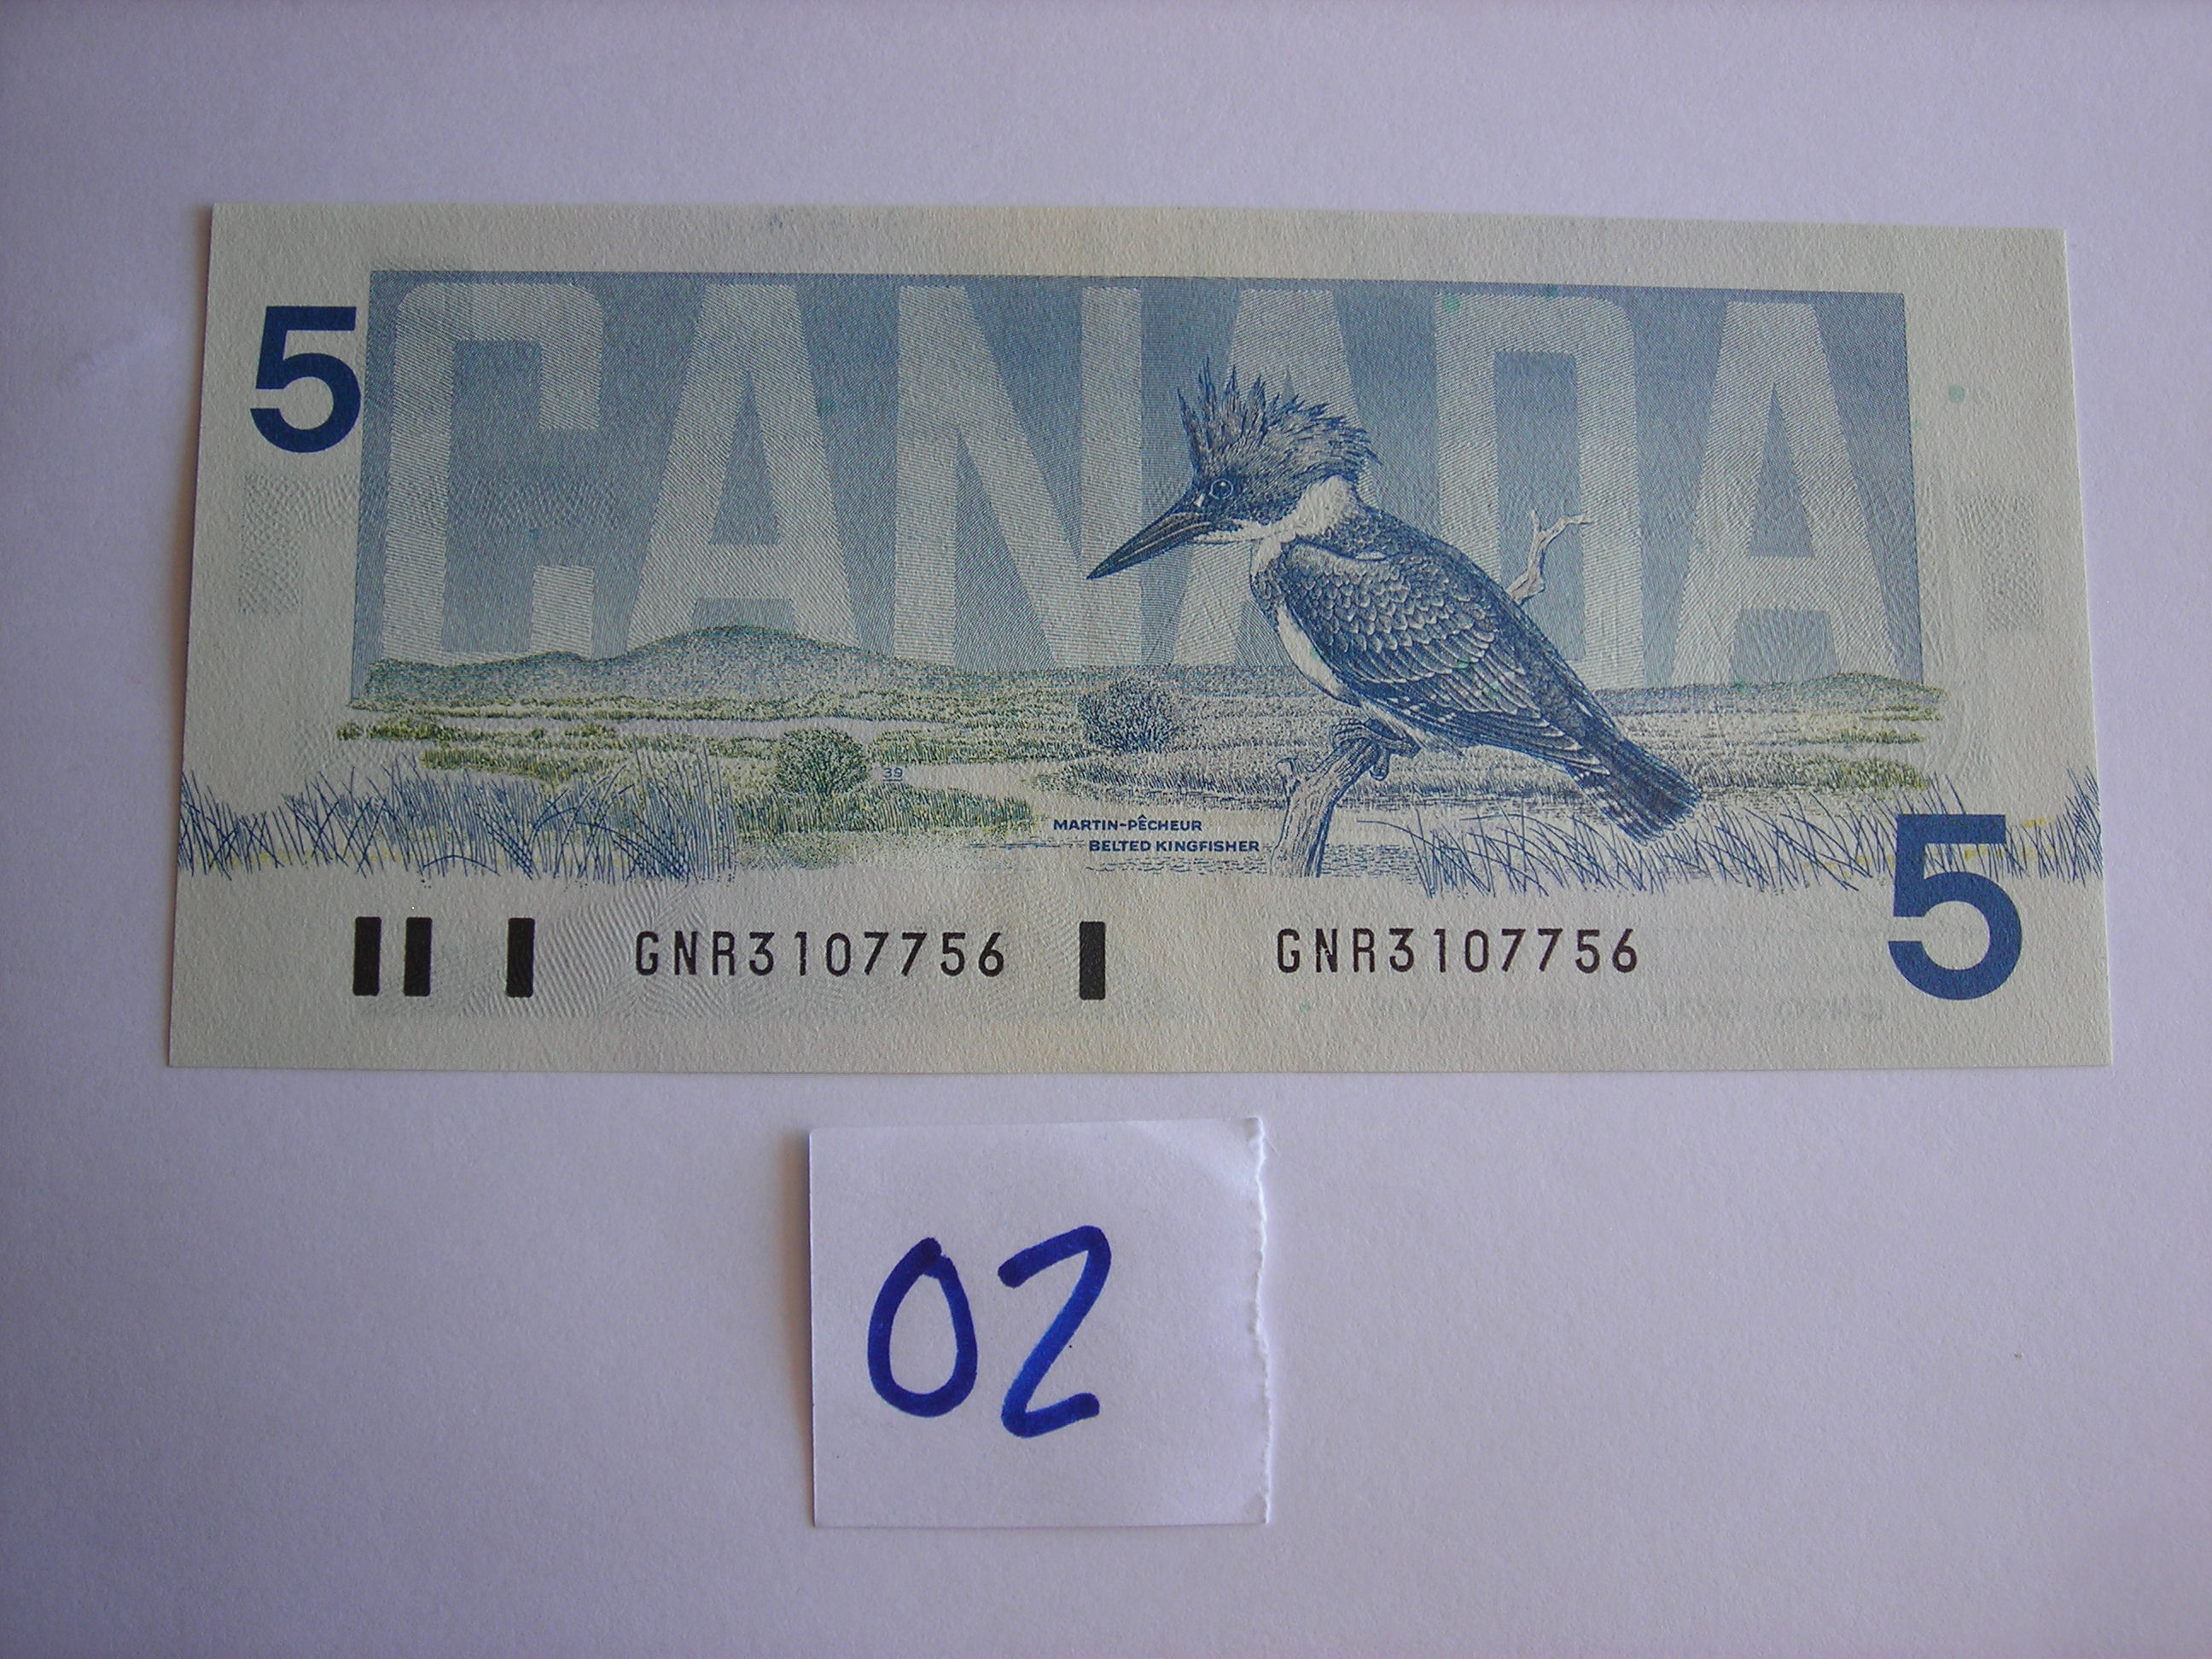 5
CANADA
39
MARTIN-PÊCHEUR
BELTED KINGFISHER
5
GNR3107756 GNR3107756
02